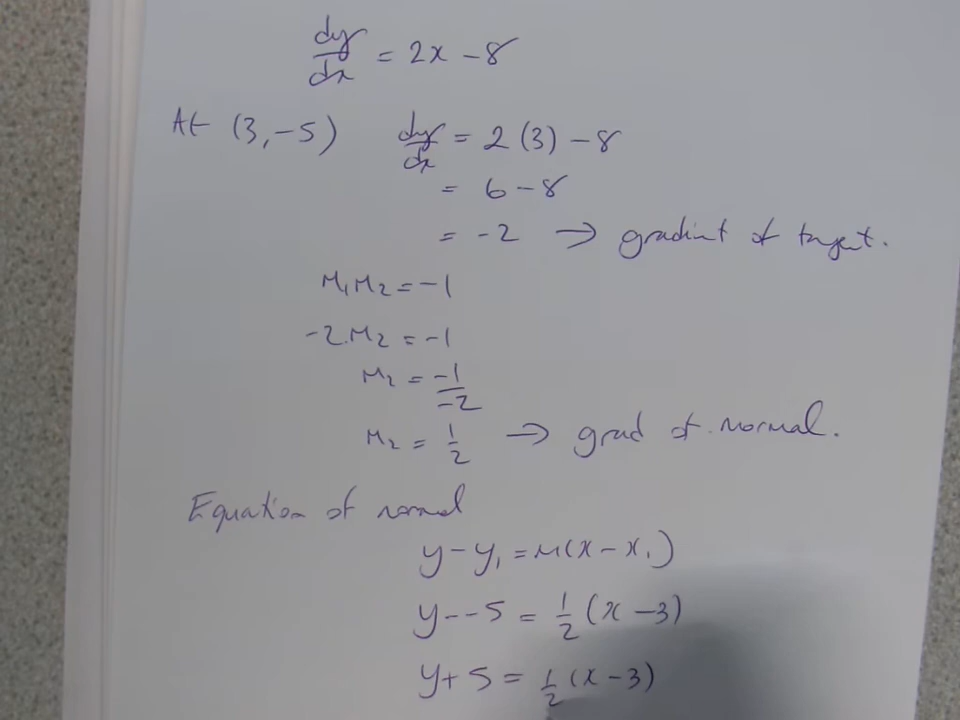 dy/dx = 2x - 8
At (3, -5) dy/dx = 2(3) - 8
= 6 - 8
= -2 → gradient of tangent.
M₁M₂ = -1
-2.M₂ = -1
M₂ = -1/-2
M₂ = 1/2 → grad of normal.
Equation of normal
y - y₁ = m(x - x₁)
y - -5 = 1/2 (x - 3)
y + 5 = 1/2 (x - 3)